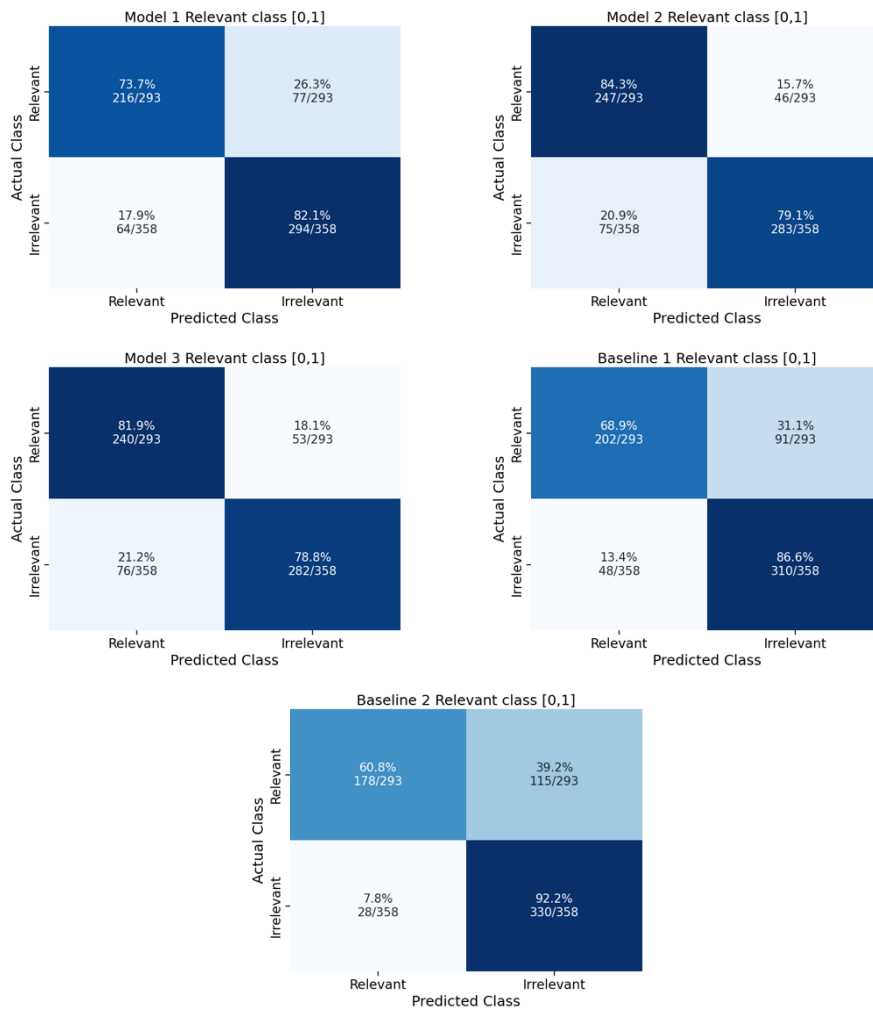 Model 1 Relevant class [0,1]
Actual Class
Relevant
Irrelevant
73.7%
216/293
26.3%
77/293
17.9%
64/358
82.1%
294/358
Relevant
Irrelevant
Predicted Class
Model 2 Relevant class [0,1]
Actual Class
Relevant
Irrelevant
84.3%
247/293
15.7%
46/293
20.9%
75/358
79.1%
283/358
Relevant
Irrelevant
Predicted Class
Model 3 Relevant class [0,1]
Actual Class
Relevant
Irrelevant
81.9%
240/293
18.1%
53/293
21.2%
76/358
78.8%
282/358
Relevant
Irrelevant
Predicted Class
Baseline 1 Relevant class [0,1]
Actual Class
Relevant
Irrelevant
68.9%
202/293
31.1%
91/293
13.4%
48/358
86.6%
310/358
Relevant
Irrelevant
Predicted Class
Baseline 2 Relevant class [0,1]
Actual Class
Relevant
Irrelevant
60.8%
178/293
39.2%
115/293
7.8%
28/358
92.2%
330/358
Relevant
Irrelevant
Predicted Class